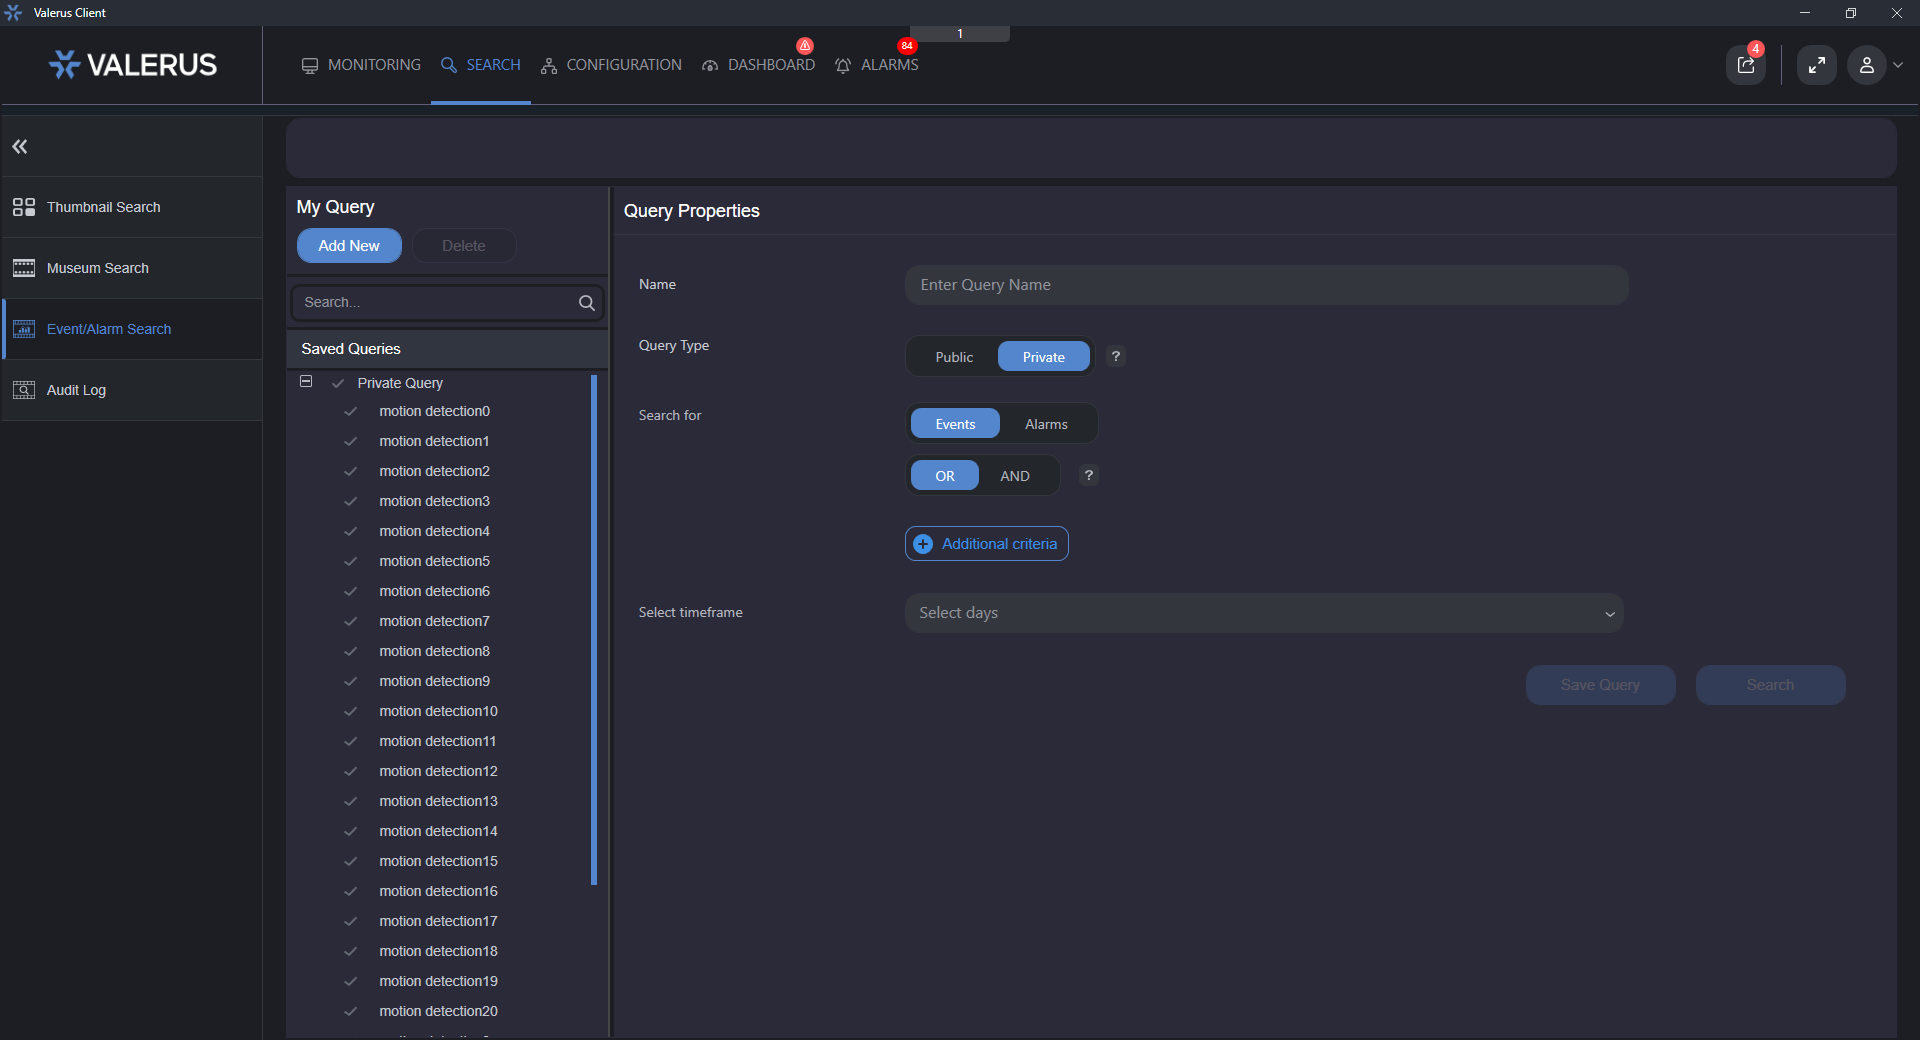 Valerus Client
1
VALERUS
MONITORING
SEARCH
CONFIGURATION
DASHBOARD
84
ALARMS
4
Thumbnail Search
Museum Search
Event/Alarm Search
Audit Log
My Query
Add New
Delete
Search...
Saved Queries
Private Query
motion detection0
motion detection1
motion detection2
motion detection3
motion detection4
motion detection5
motion detection6
motion detection7
motion detection8
motion detection9
motion detection10
motion detection11
motion detection12
motion detection13
motion detection14
motion detection15
motion detection16
motion detection17
motion detection18
motion detection19
motion detection20
Query Properties
Name
Enter Query Name
Query Type
Public
Private
?
Search for
Events
Alarms
OR
AND
?
Additional criteria
Select timeframe
Select days
Save Query
Search